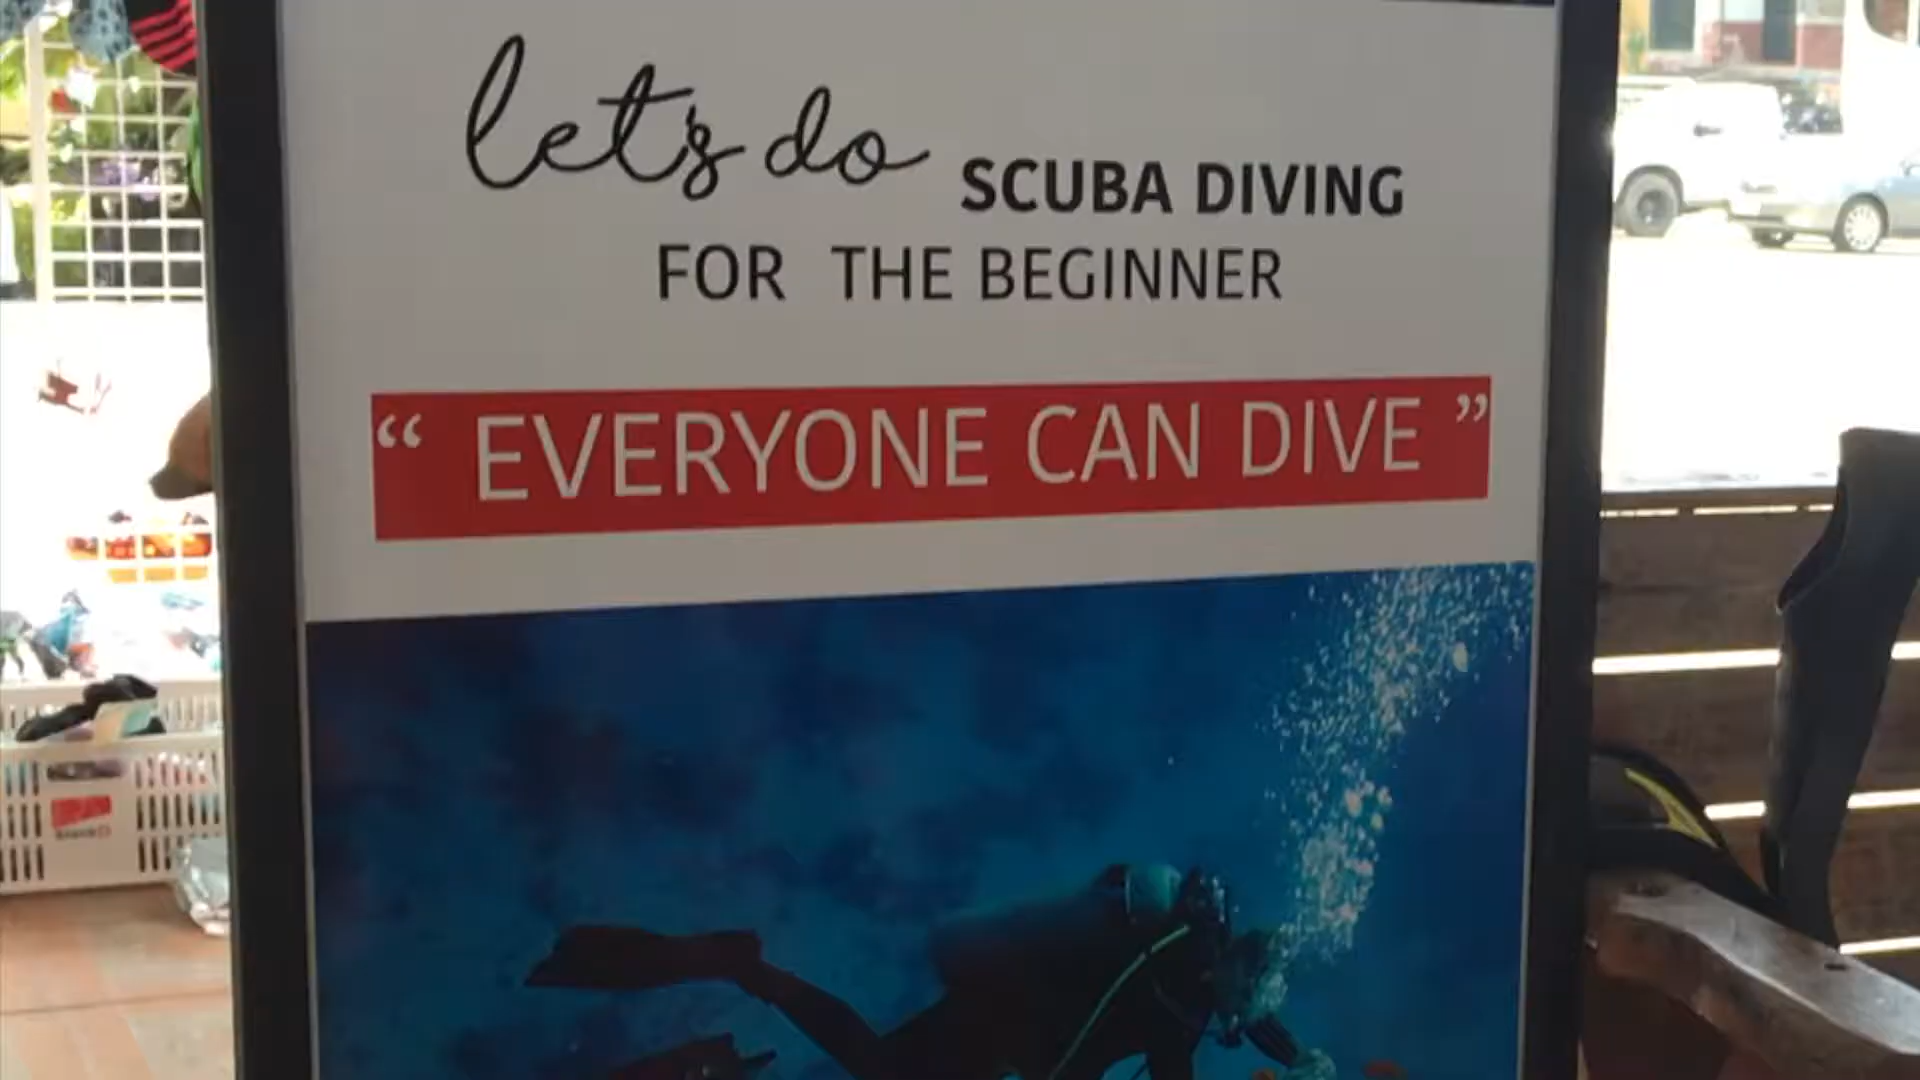 let's do SCUBA DIVING
FOR THE BEGINNER
“ EVERYONE CAN DIVE ”